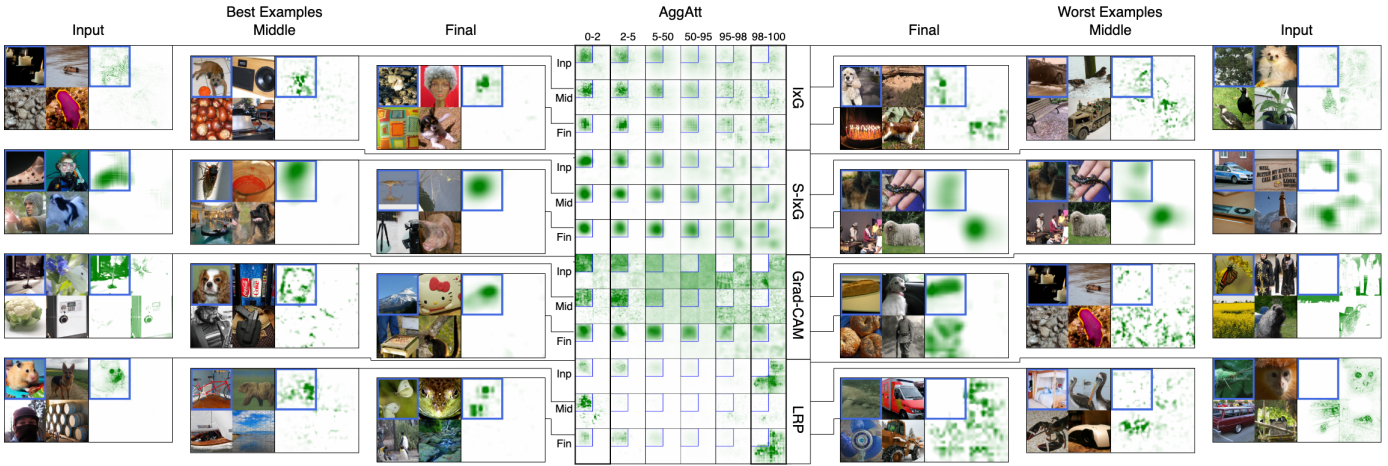 Best Examples
AggAtt
Worst Examples
Input
Middle
Final
0-2
2-5
5-50
50-95
95-98
98-100
Final
Middle
Input
Inp
Mid
Fin
IxG
Inp
Mid
Fin
S-IxG
Inp
Mid
Fin
Grad-CAM
Inp
Mid
Fin
LRP